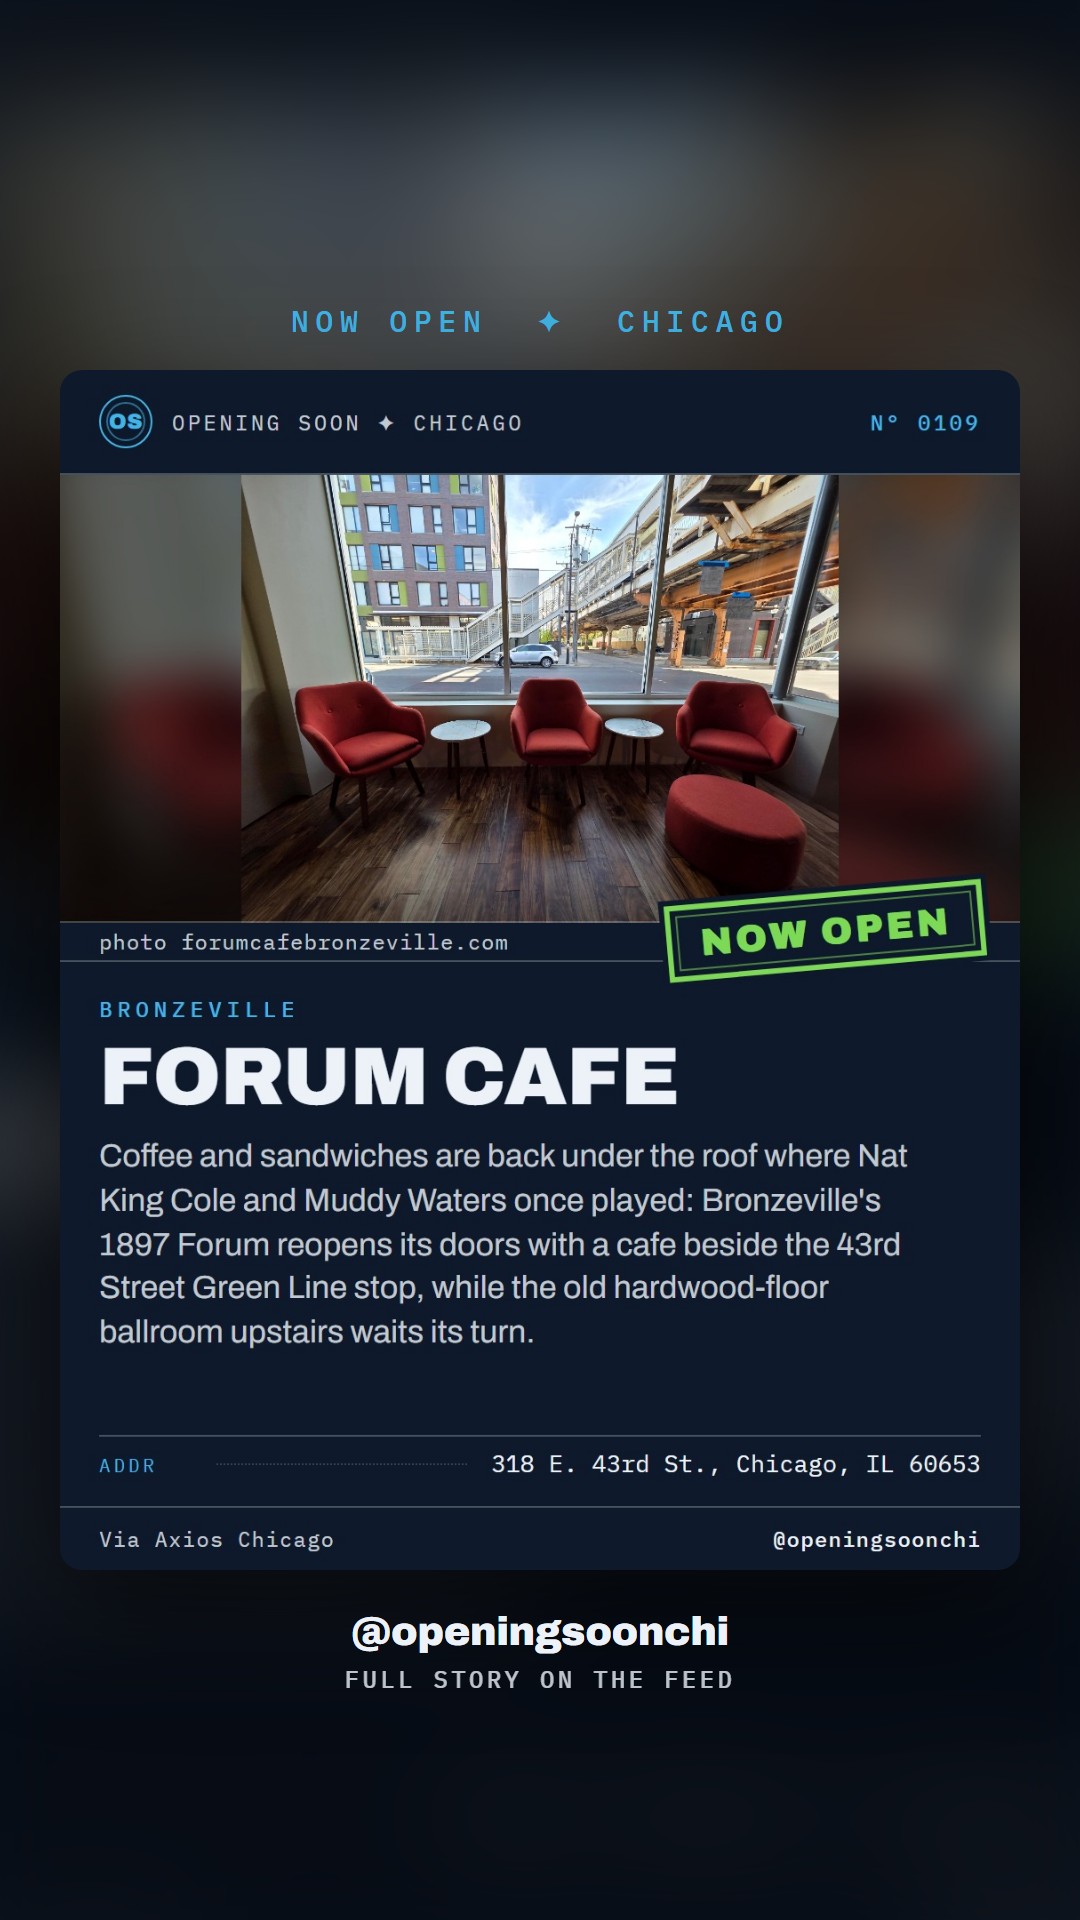 NOW OPEN ✦ CHICAGO
OS OPENING SOON ✦ CHICAGO
N° 0109
photo forumcafebronzeville.com
NOW OPEN
BRONZEVILLE
FORUM CAFE
Coffee and sandwiches are back under the roof where Nat
King Cole and Muddy Waters once played: Bronzeville's
1897 Forum reopens its doors with a cafe beside the 43rd
Street Green Line stop, while the old hardwood-floor
ballroom upstairs waits its turn.
ADDR 318 E. 43rd St., Chicago, IL 60653
Via Axios Chicago
@openingsoonchi
@openingsoonchi
FULL STORY ON THE FEED